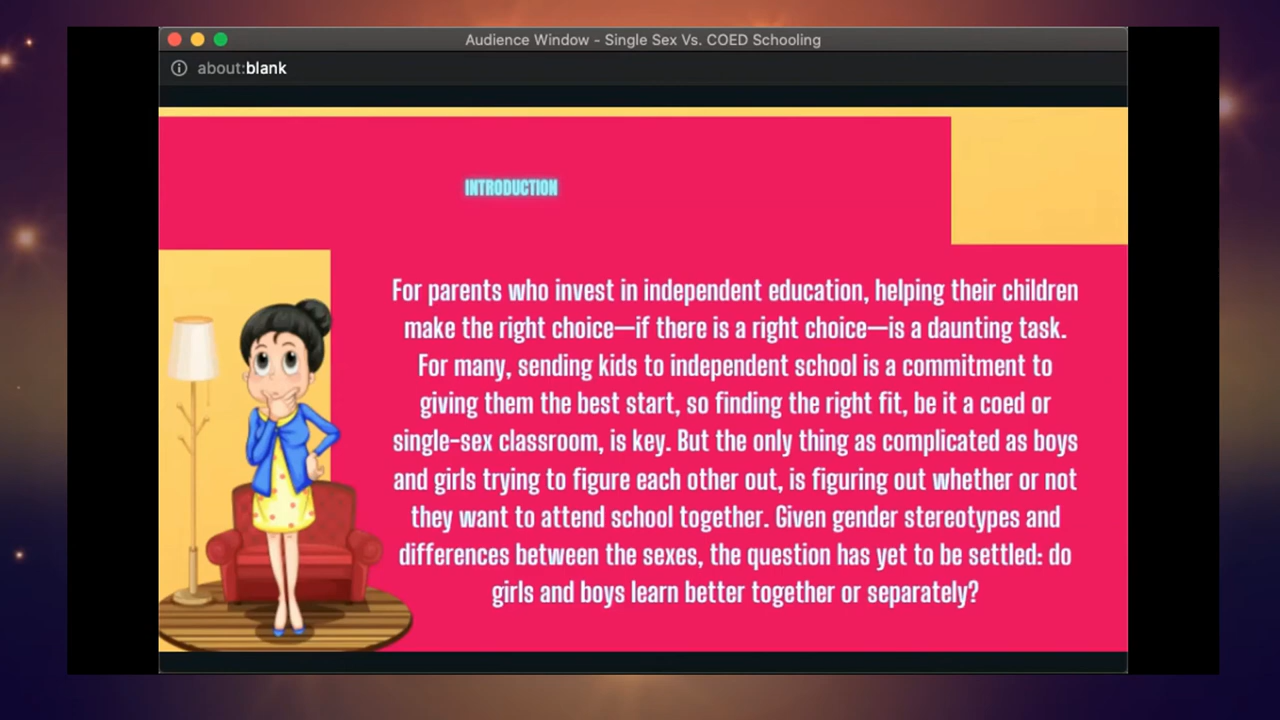 Audience Window - Single Sex Vs. COED Schooling
about:blank
INTRODUCTION
For parents who invest in independent education, helping their children
make the right choice—if there is a right choice—is a daunting task.
For many, sending kids to independent school is a commitment to
giving them the best start, so finding the right fit, be it a coed or
single-sex classroom, is key. But the only thing as complicated as boys
and girls trying to figure each other out, is figuring out whether or not
they want to attend school together. Given gender stereotypes and
differences between the sexes, the question has yet to be settled: do
girls and boys learn better together or separately?